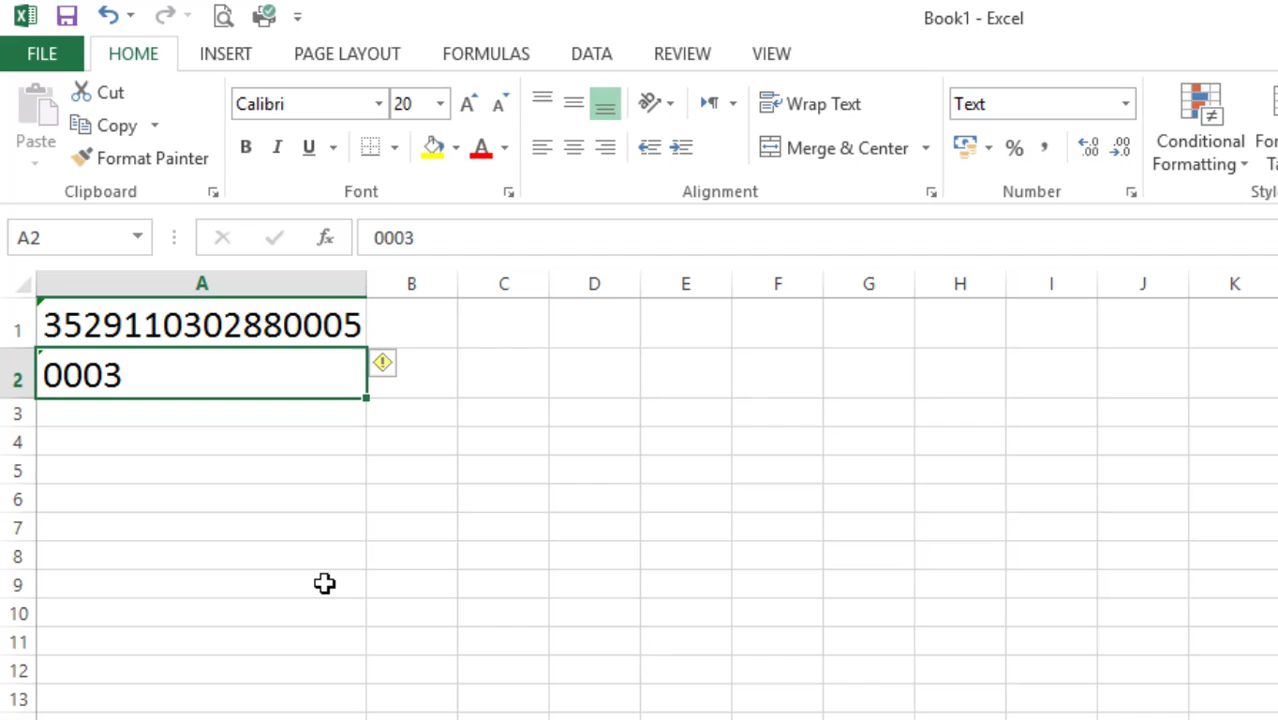 Book1 - Excel
FILE HOME INSERT PAGE LAYOUT FORMULAS DATA REVIEW VIEW
Paste
Cut
Copy
Format Painter
Clipboard
Calibri 20
B I U A
Font
Wrap Text
Merge & Center
Alignment
Text
% , .00
Number
Conditional
Formatting
A2 fx 0003
A B C D E F G H I J K
1 3529110302880005
2 0003
3
4
5
6
7
8
9
10
11
12
13